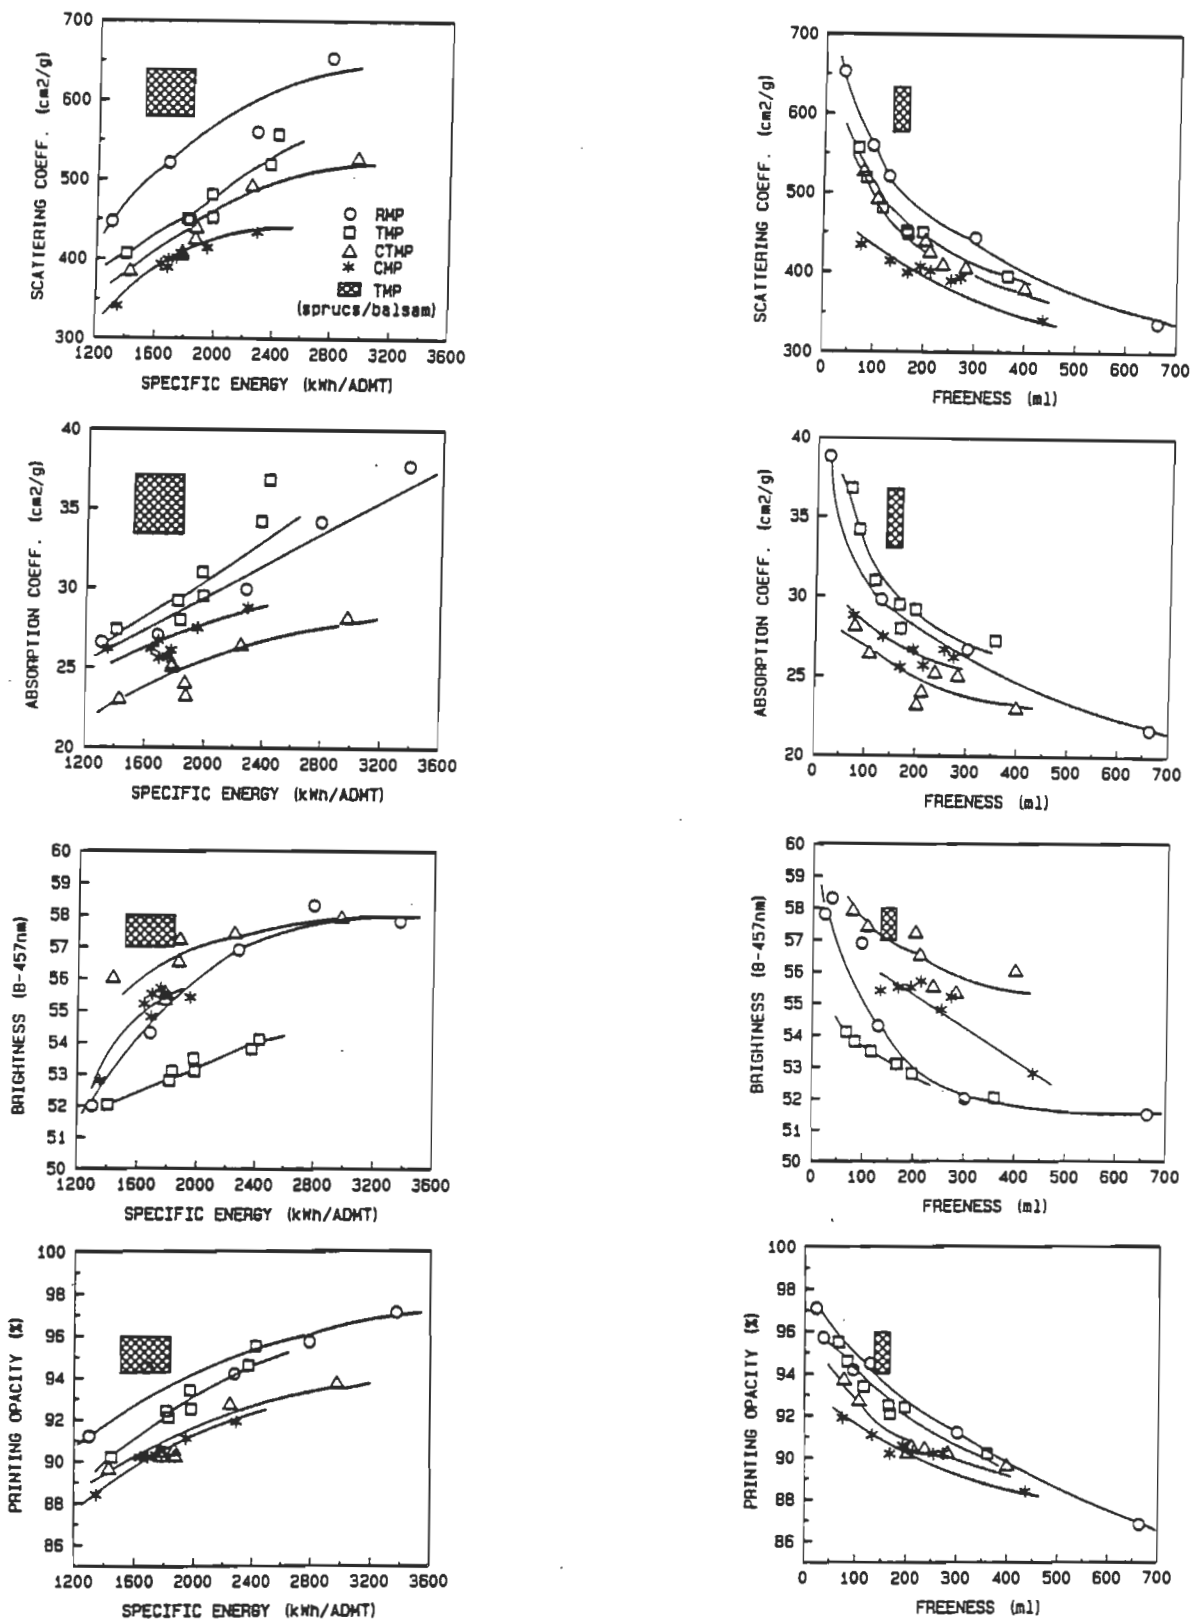 700
600
500
400
300
SCATTERING COEFF. (cm2/g)
RMP
TMP
CTMP
CMP
TMP
(sprucs/balsam)
1200 1600 2000 2400 2800 3200 3600
SPECIFIC ENERGY (kWh/ADMT)
700
600
500
400
300
SCATTERING COEFF. (cm2/g)
0 100 200 300 400 500 600 700
FREENESS (ml)
40
35
30
25
20
ABSORPTION COEFF. (cm2/g)
1200 1600 2000 2400 2800 3200 3600
SPECIFIC ENERGY (kWh/ADMT)
40
35
30
25
20
ABSORPTION COEFF. (cm2/g)
0 100 200 300 400 500 600 700
FREENESS (ml)
60
59
58
57
56
55
54
53
52
51
50
BRIGHTNESS (8-457nm)
1200 1600 2000 2400 2800 3200 3600
SPECIFIC ENERGY (kWh/ADMT)
60
59
58
57
56
55
54
53
52
51
50
BRIGHTNESS (8-457nm)
0 100 200 300 400 500 600 700
FREENESS (ml)
100
98
96
94
92
90
88
86
PRINTING OPACITY (%)
1200 1600 2000 2400 2800 3200 3600
SPECIFIC ENERGY (kWh/ADMT)
100
98
96
94
92
90
88
86
PRINTING OPACITY (%)
0 100 200 300 400 500 600 700
FREENESS (ml)